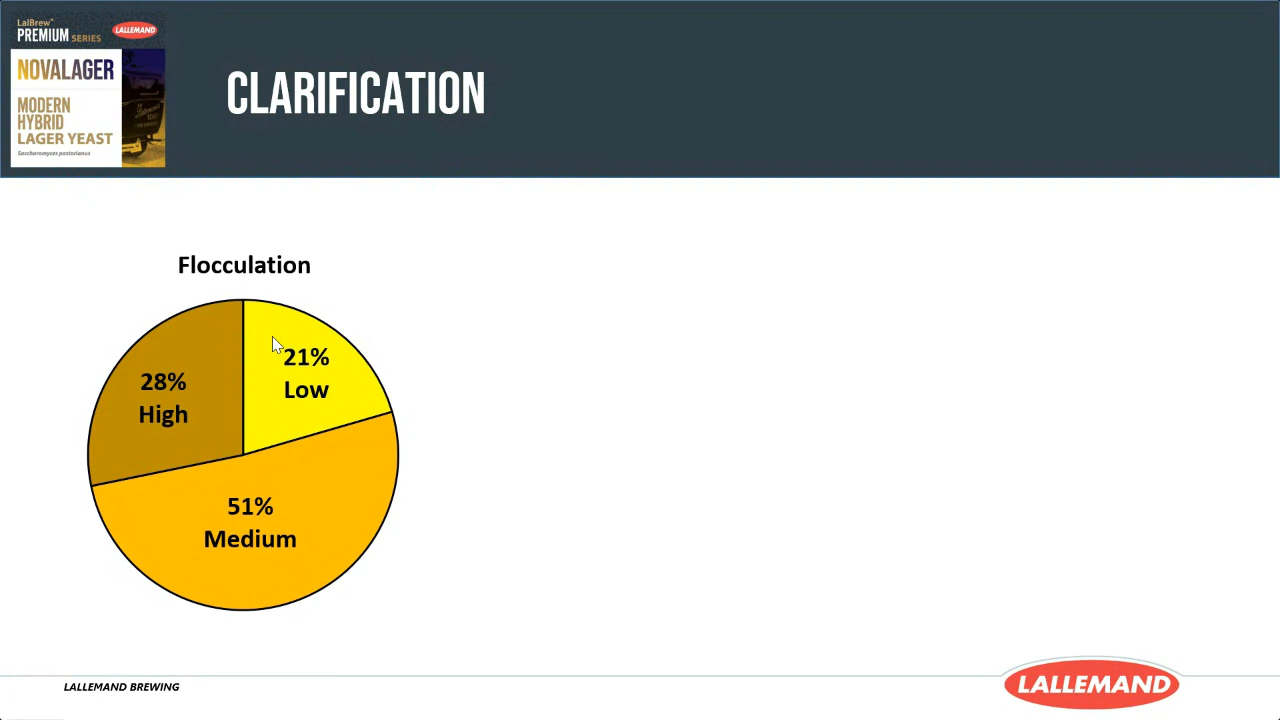 LalBrew®
PREMIUM SERIES
LALLEMAND
NOVALAGER
MODERN
HYBRID
LAGER YEAST
Saccharomyces pastorianus
CLARIFICATION
Flocculation
21%
Low
28%
High
51%
Medium
LALLEMAND BREWING
LALLEMAND